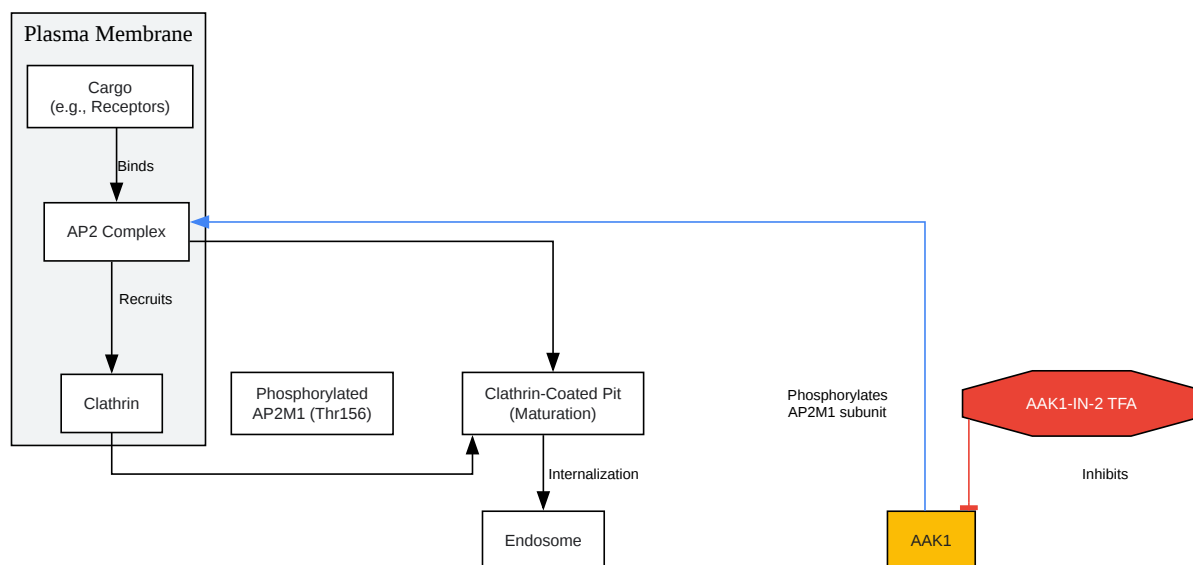 Plasma Membrane
Cargo
(e.g., Receptors)
Binds
AP2 Complex
Recruits
Clathrin
Phosphorylated
AP2M1 (Thr156)
Clathrin-Coated Pit
(Maturation)
Internalization
Endosome
Phosphorylates
AP2M1 subunit
AAK1-IN-2 TFA
Inhibits
AAK1